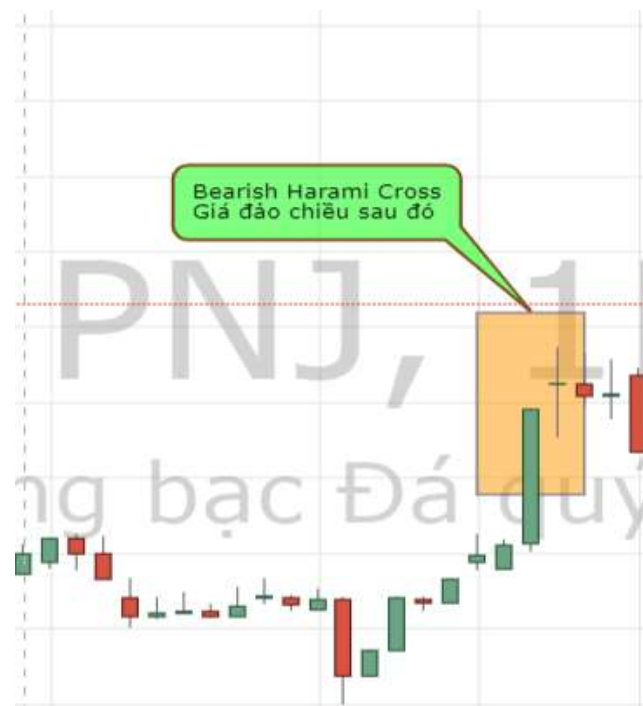 Bearish Harami Cross
Giá đảo chiều sau đó
PNJ, 1
ng bạc Đá quý